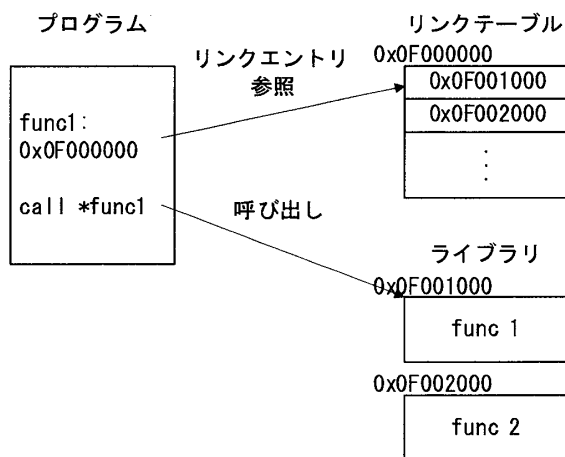 プログラム
func1:
0x0F000000
call *func1
リンクエントリ
参照
呼び出し
リンクテーブル
0x0F000000
0x0F001000
0x0F002000
⋮
ライブラリ
0x0F001000
func 1
0x0F002000
func 2